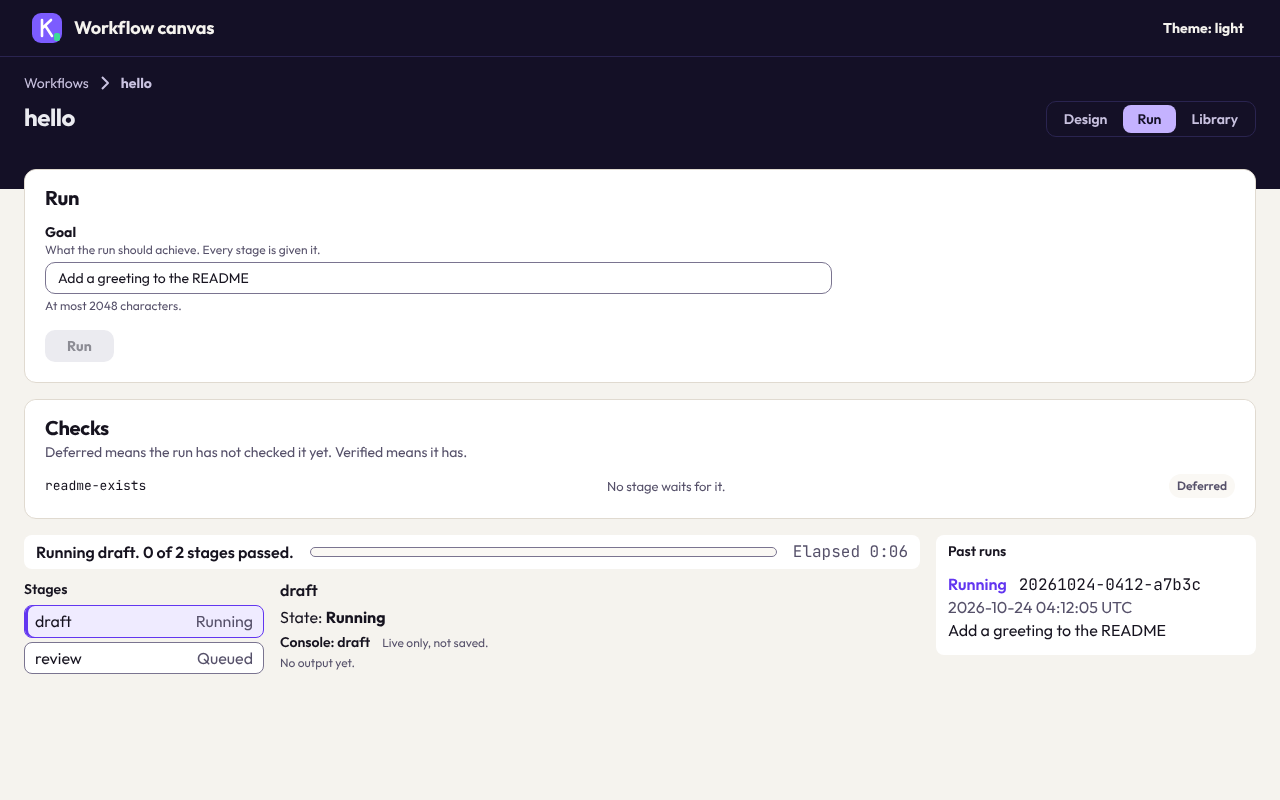 K Workflow canvas
Theme: light
Workflows hello
hello
Design Run Library
Run
Goal
What the run should achieve. Every stage is given it.
Add a greeting to the README
At most 2048 characters.
Run
Checks
Deferred means the run has not checked it yet. Verified means it has.
readme-exists No stage waits for it. Deferred
Running draft. 0 of 2 stages passed. Elapsed 0:06
Stages
draft Running
review Queued
draft
State: Running
Console: draft Live only, not saved.
No output yet.
Past runs
Running 20261024-0412-a7b3c
2026-10-24 04:12:05 UTC
Add a greeting to the README